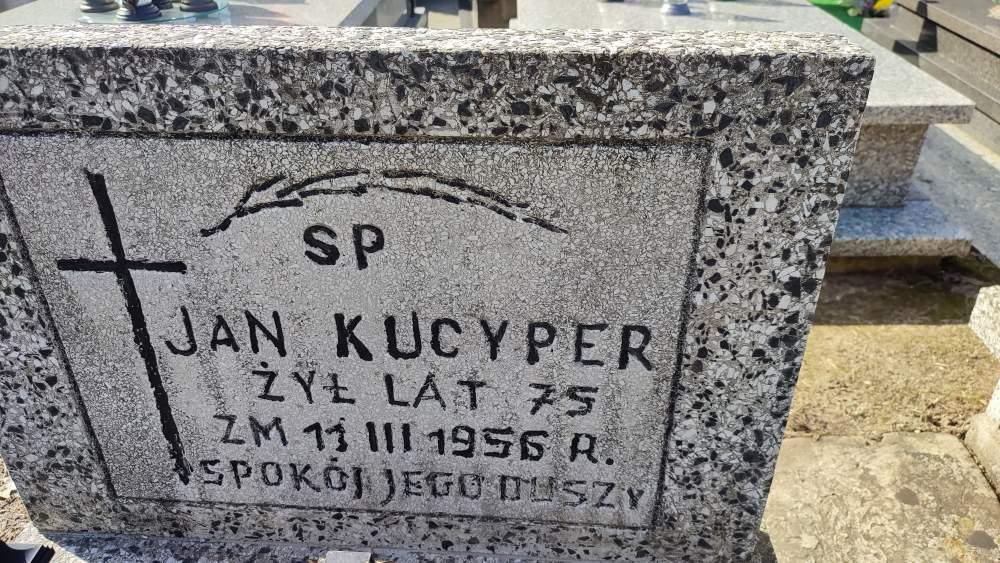 SP
JAN KUCYPER
ŻYŁ LAT 75
ZM 11 III 1956 R.
SPOKÓJ JEGO DUSZY